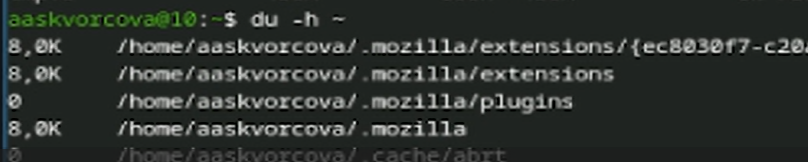 aaskvorcova@10:~$ du -h ~
8,0K /home/aaskvorcova/.mozilla/extensions/{ec8030f7-c20
8,0K /home/aaskvorcova/.mozilla/extensions
0 /home/aaskvorcova/.mozilla/plugins
8,0K /home/aaskvorcova/.mozilla
0 /home/aaskvorcova/.cache/abrt